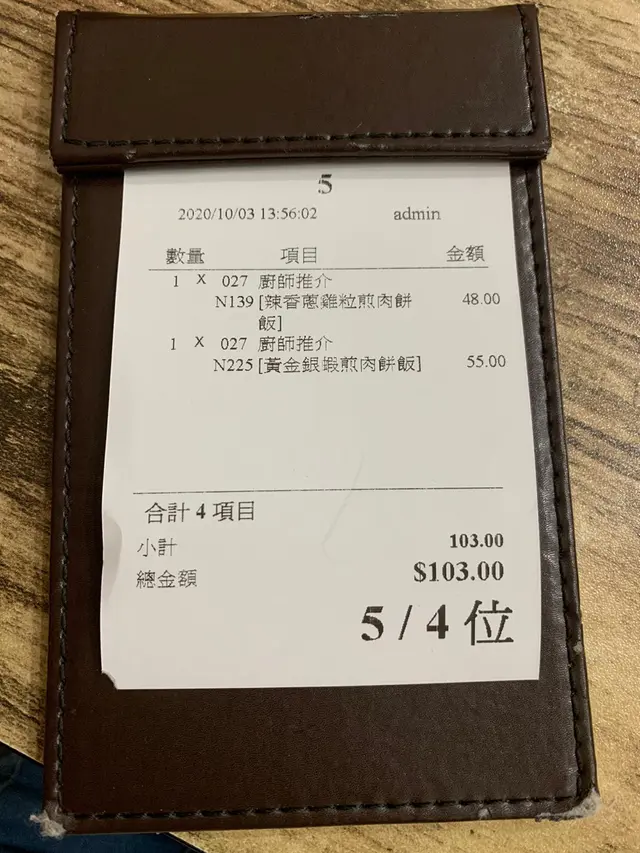 5
2020/10/03 13:56:02 admin
數量 項目 金額
1 X 027 廚師推介
N139 [辣香蔥雞粒煎肉餅 48.00
飯]
1 X 027 廚師推介
N225 [黃金銀蝦煎肉餅飯] 55.00
合計 4 項目
小計 103.00
總金額 $103.00
5 / 4 位